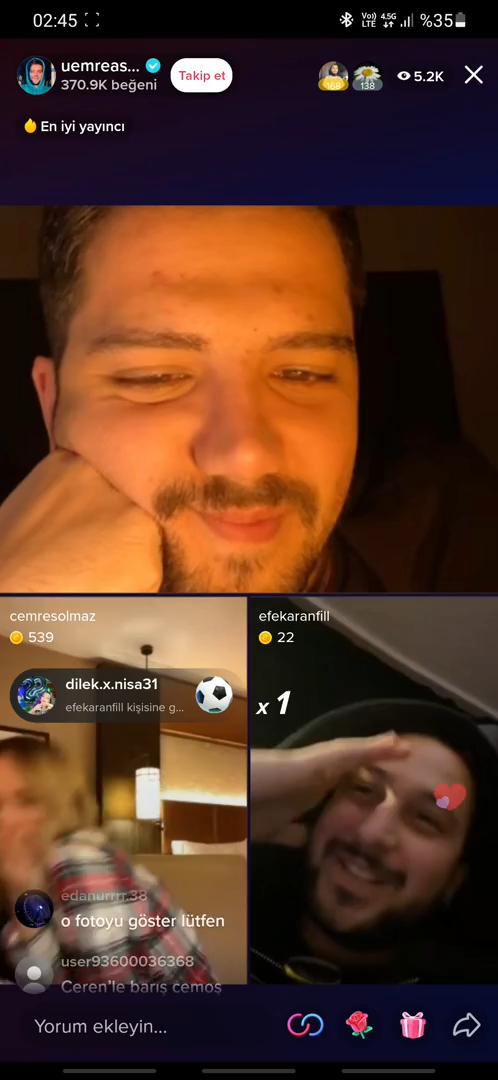 02:45
Vo)) LTE 4.5G %35
uemreas...
370.9K beğeni
Takip et
168
138
5.2K
En iyi yayıncı
cemresolmaz
539
efekaranfill
22
dilek.x.nisa31
efekaranfill kişisine g...
x 1
edanurrrr.38
o fotoyu göster lütfen
user93600036368
Ceren'le barış cemoş
Yorum ekleyin...